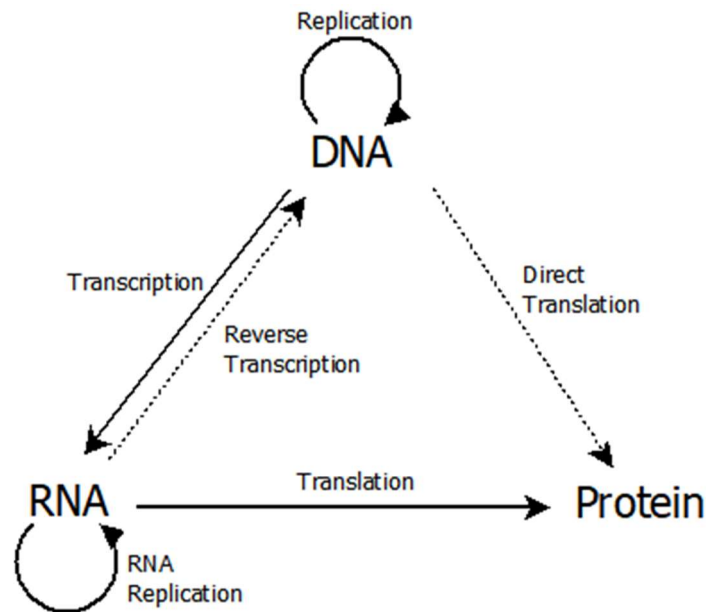 Replication
DNA
Transcription
Direct
Translation
Reverse
Transcription
RNA
Translation
Protein
RNA
Replication